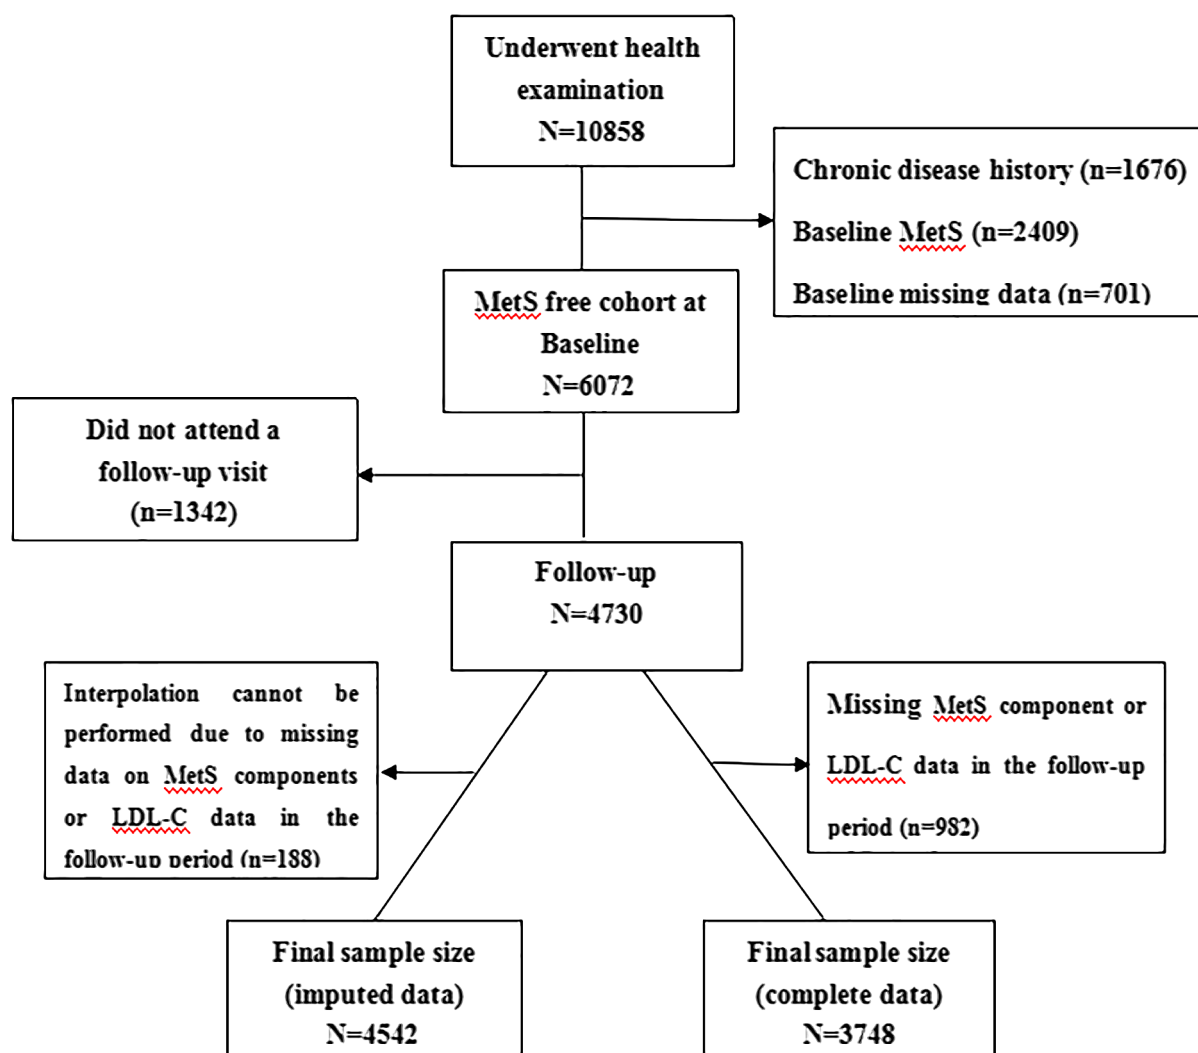 Underwent health
examination
N=10858
Chronic disease history (n=1676)
Baseline MetS (n=2409)
Baseline missing data (n=701)
MetS free cohort at
Baseline
N=6072
Did not attend a
follow-up visit
(n=1342)
Follow-up
N=4730
Interpolation cannot be
performed due to missing
data on MetS components
or LDL-C data in the
follow-up period (n=188)
Missing MetS component or
LDL-C data in the follow-up
period (n=982)
Final sample size
(imputed data)
N=4542
Final sample size
(complete data)
N=3748